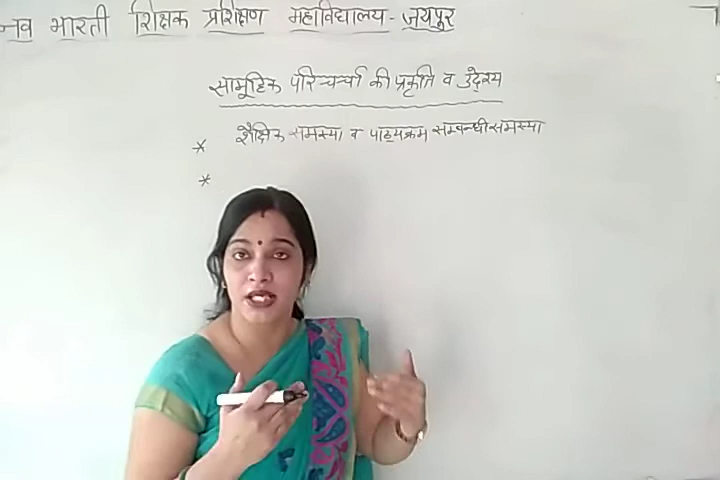 नव भारती शिक्षक प्रशिक्षण महाविद्यालय - जयपुर
सामूहिक परिचर्चा की प्रकृति व उद्देश्य
* शैक्षिक समस्या व पाठ्यक्रम सम्बन्धी समस्या
*